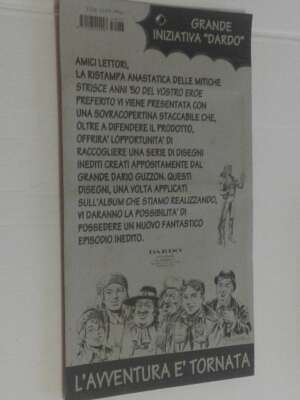 GRANDE
INIZIATIVA "DARDO"
AMICI LETTORI,
LA RISTAMPA ANASTATICA DELLE MITICHE
STRISCE ANNI '50 DEL VOSTRO EROE
PREFERITO VI VIENE PRESENTATA CON
UNA SOVRACOPERTINA STACCABILE CHE,
OLTRE A DIFENDERE IL PRODOTTO,
OFFRIRA' L'OPPORTUNITA' DI
RACCOGLIERE UNA SERIE DI DISEGNI
INEDITI CREATI APPOSITAMENTE DAL
GRANDE DARIO GUZZON. QUESTI
DISEGNI, UNA VOLTA APPLICATI
SULL'ALBUM CHE STIAMO REALIZZANDO,
VI DARANNO LA POSSIBILITA' DI
POSSEDERE UN NUOVO FANTASTICO
EPISODIO INEDITO.
DARDO
L'AVVENTURA E' TORNATA